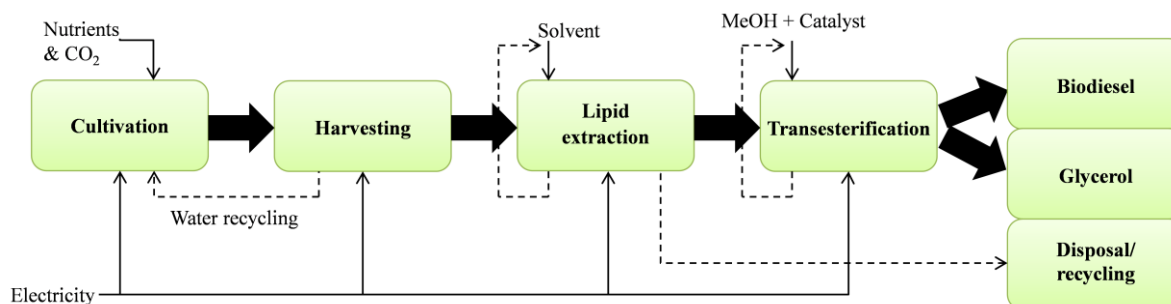 Nutrients
& CO₂
Solvent
MeOH + Catalyst
Cultivation
Harvesting
Lipid
extraction
Transesterification
Biodiesel
Glycerol
Water recycling
Disposal/
recycling
Electricity